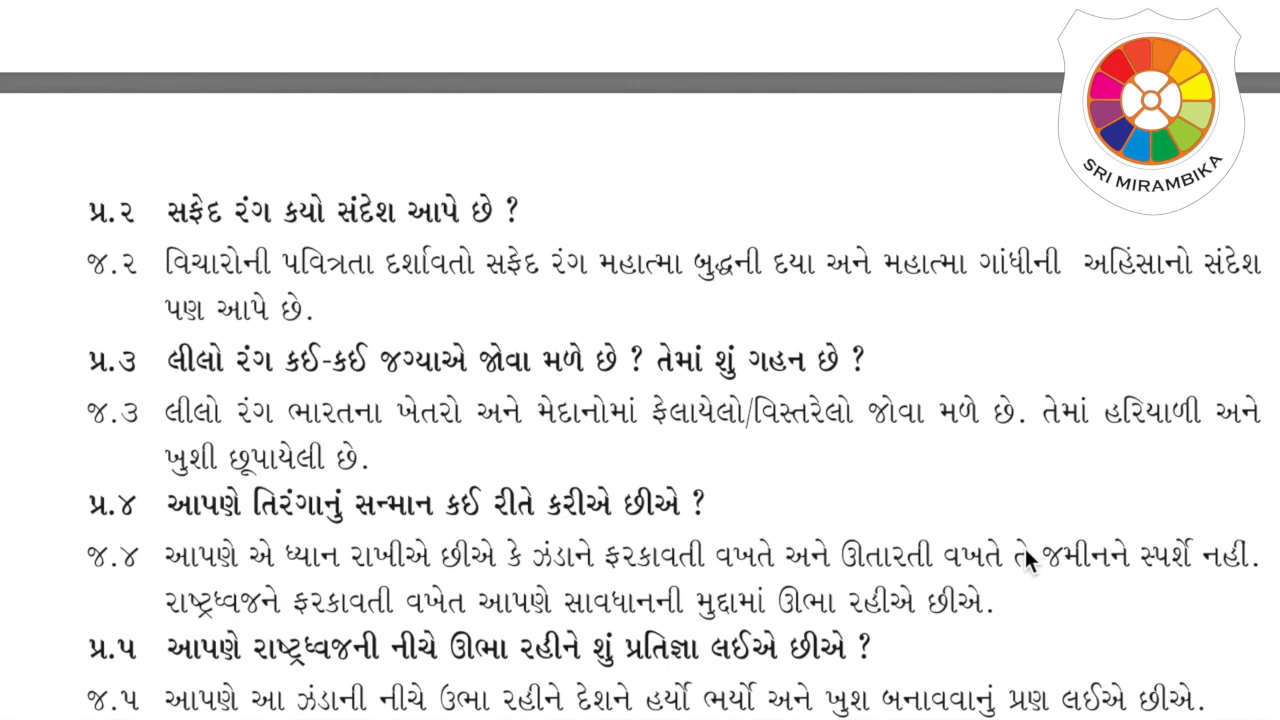 SRI MIRAMBIKA
પ્ર.૨ સફેદ રંગ કયો સંદેશ આપે છે ?
જ.૨ વિચારોની પવિત્રતા દર્શાવતો સફેદ રંગ મહાત્મા બુદ્ધની દયા અને મહાત્મા ગાંધીની અહિંસાનો સંદેશ
પણ આપે છે.
પ્ર.૩ લીલો રંગ કઈ-કઈ જગ્યાએ જોવા મળે છે ? તેમાં શું ગહન છે ?
જ.૩ લીલો રંગ ભારતના ખેતરો અને મેદાનોમાં ફેલાયેલો/વિસ્તરેલો જોવા મળે છે. તેમાં હરિયાળી અને
ખુશી છૂપાયેલી છે.
પ્ર.૪ આપણે તિરંગાનું સન્માન કઈ રીતે કરીએ છીએ ?
જ.૪ આપણે એ ધ્યાન રાખીએ છીએ કે ઝંડાને ફરકાવતી વખતે અને ઊતારતી વખતે તે જમીનને સ્પર્શે નહીં.
રાષ્ટ્રધ્વજને ફરકાવતી વખેત આપણે સાવધાનની મુદ્દામાં ઊભા રહીએ છીએ.
પ્ર.૫ આપણે રાષ્ટ્રધ્વજની નીચે ઊભા રહીને શું પ્રતિજ્ઞા લઈએ છીએ ?
જ.૫ આપણે આ ઝંડાની નીચે ઉભા રહીને દેશને હર્યો ભર્યો અને ખુશ બનાવવાનું પ્રણ લઈએ છીએ.